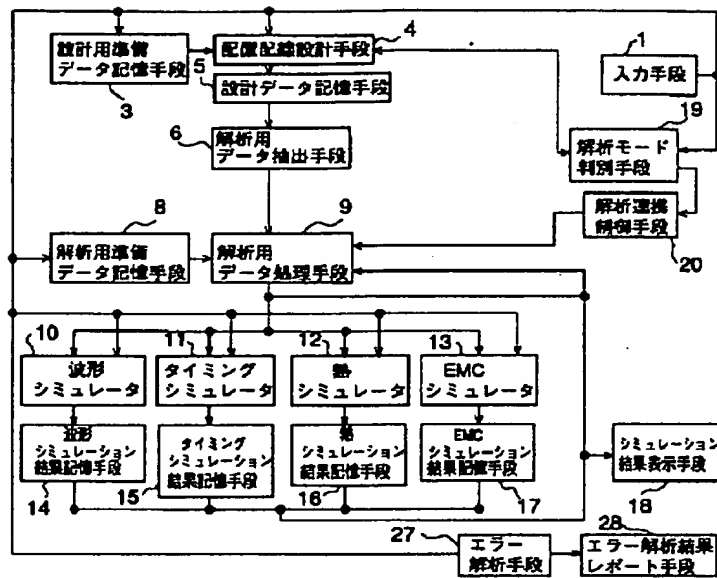 4
設計用準備
データ記憶手段
3
配置配線設計手段
5
設計データ記憶手段
1
入力手段
19
解析モード
判別手段
6
解析用
データ抽出手段
解析連携
制御手段
20
8
解析用準備
データ記憶手段
9
解析用
データ処理手段
10
波形
シミュレータ
11
タイミング
シミュレータ
12
熱
シミュレータ
13
EMC
シミュレータ
波形
シミュレーション
結果記憶手段
14
タイミング
シミュレーション
結果記憶手段
15
熱
シミュレーション
結果記憶手段
16
EMC
シミュレーション
結果記憶手段
17
シミュレーション
結果表示手段
18
27
エラー
解析手段
28
エラー解析結果
レポート手段